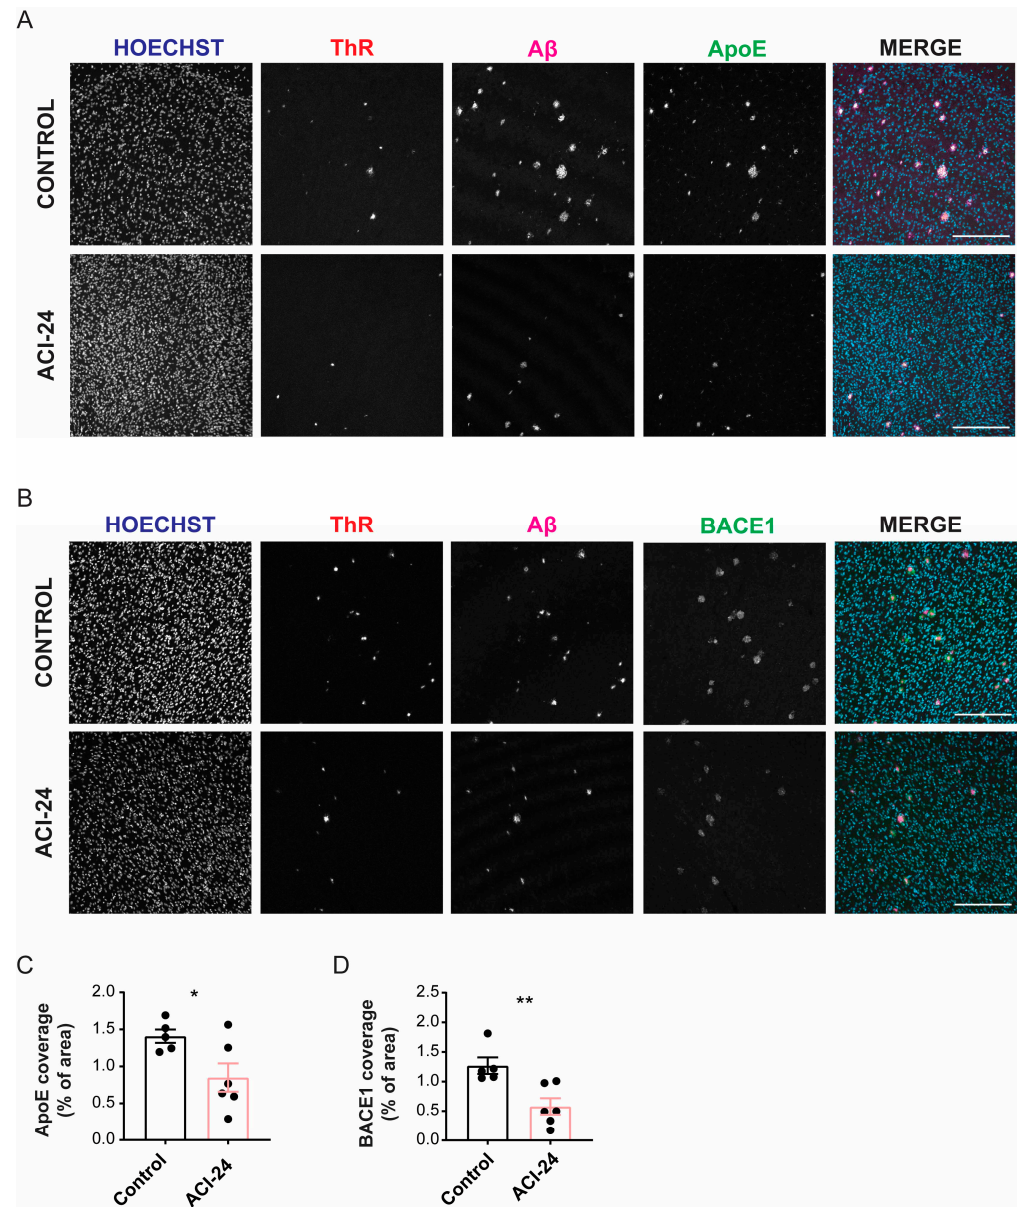 A
HOECHST ThR Aβ ApoE MERGE
CONTROL
ACI-24
B
HOECHST ThR Aβ BACE1 MERGE
CONTROL
ACI-24
C
ApoE coverage
(% of area)
2.0
1.5
1.0
0.5
0.0
*
Control
ACI-24
D
BACE1 coverage
(% of area)
2.5
2.0
1.5
1.0
0.5
0.0
**
Control
ACI-24